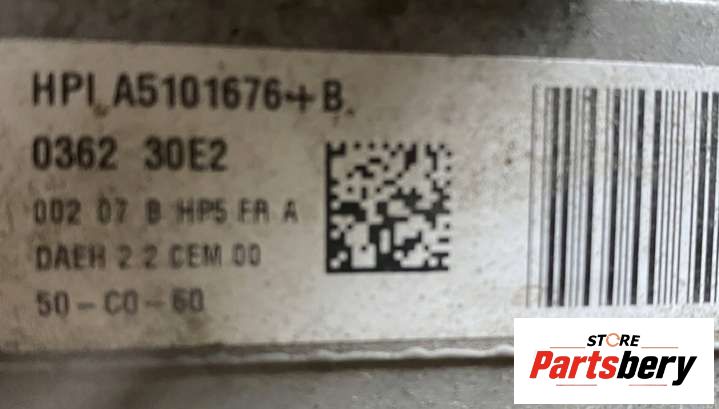 HPI A5101676+B
0362 30E2
002 07 B HP5 FR A
DAEH 2.2 CEM 00
50-C0-60
STORE
Partsbery